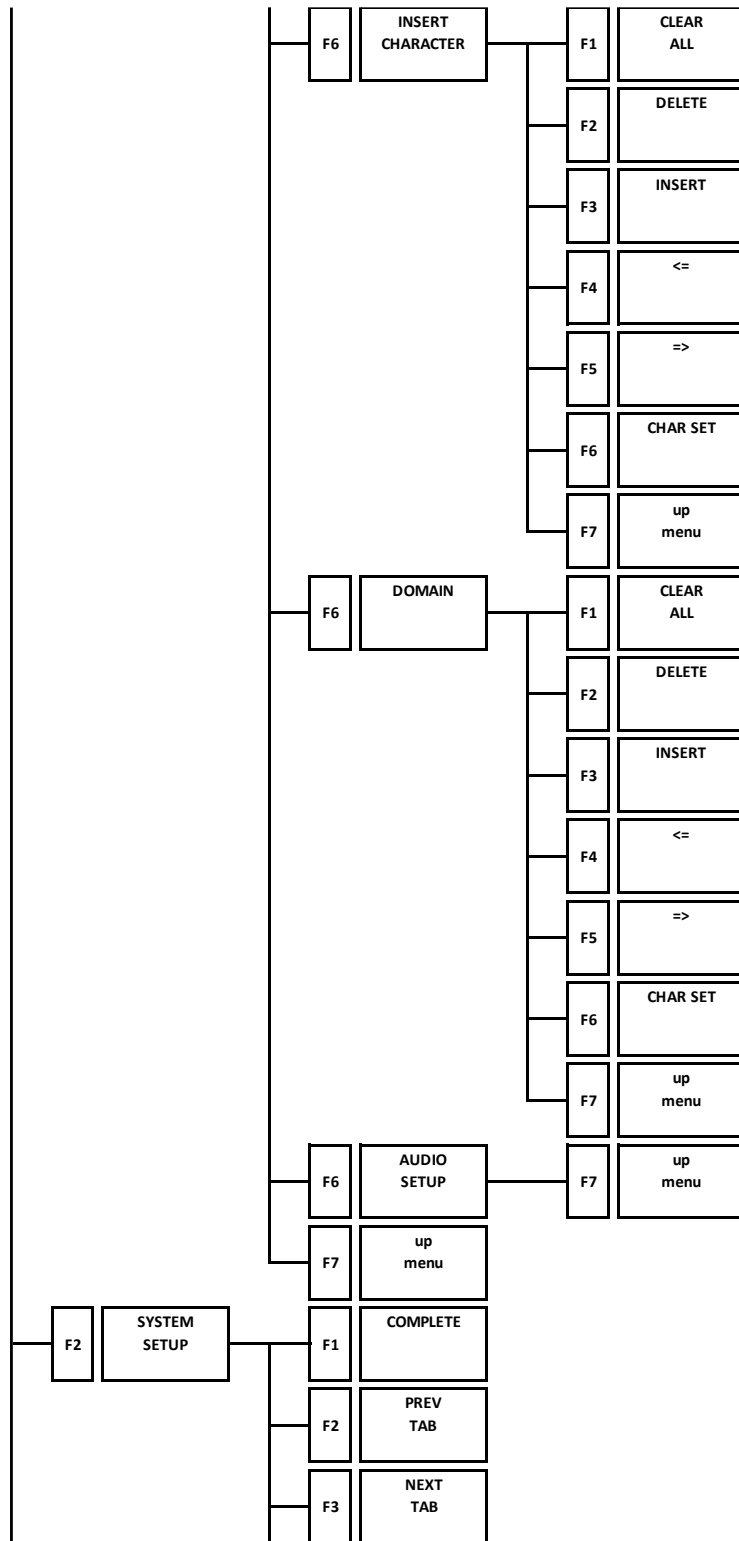 F6
INSERT
CHARACTER
F1
CLEAR
ALL
F2
DELETE
F3
INSERT
F4
<=
F5
=>
F6
CHAR SET
F7
up
menu
F6
DOMAIN
F1
CLEAR
ALL
F2
DELETE
F3
INSERT
F4
<=
F5
=>
F6
CHAR SET
F7
up
menu
F6
AUDIO
SETUP
F7
up
menu
F7
up
menu
F2
SYSTEM
SETUP
F1
COMPLETE
F2
PREV
TAB
F3
NEXT
TAB